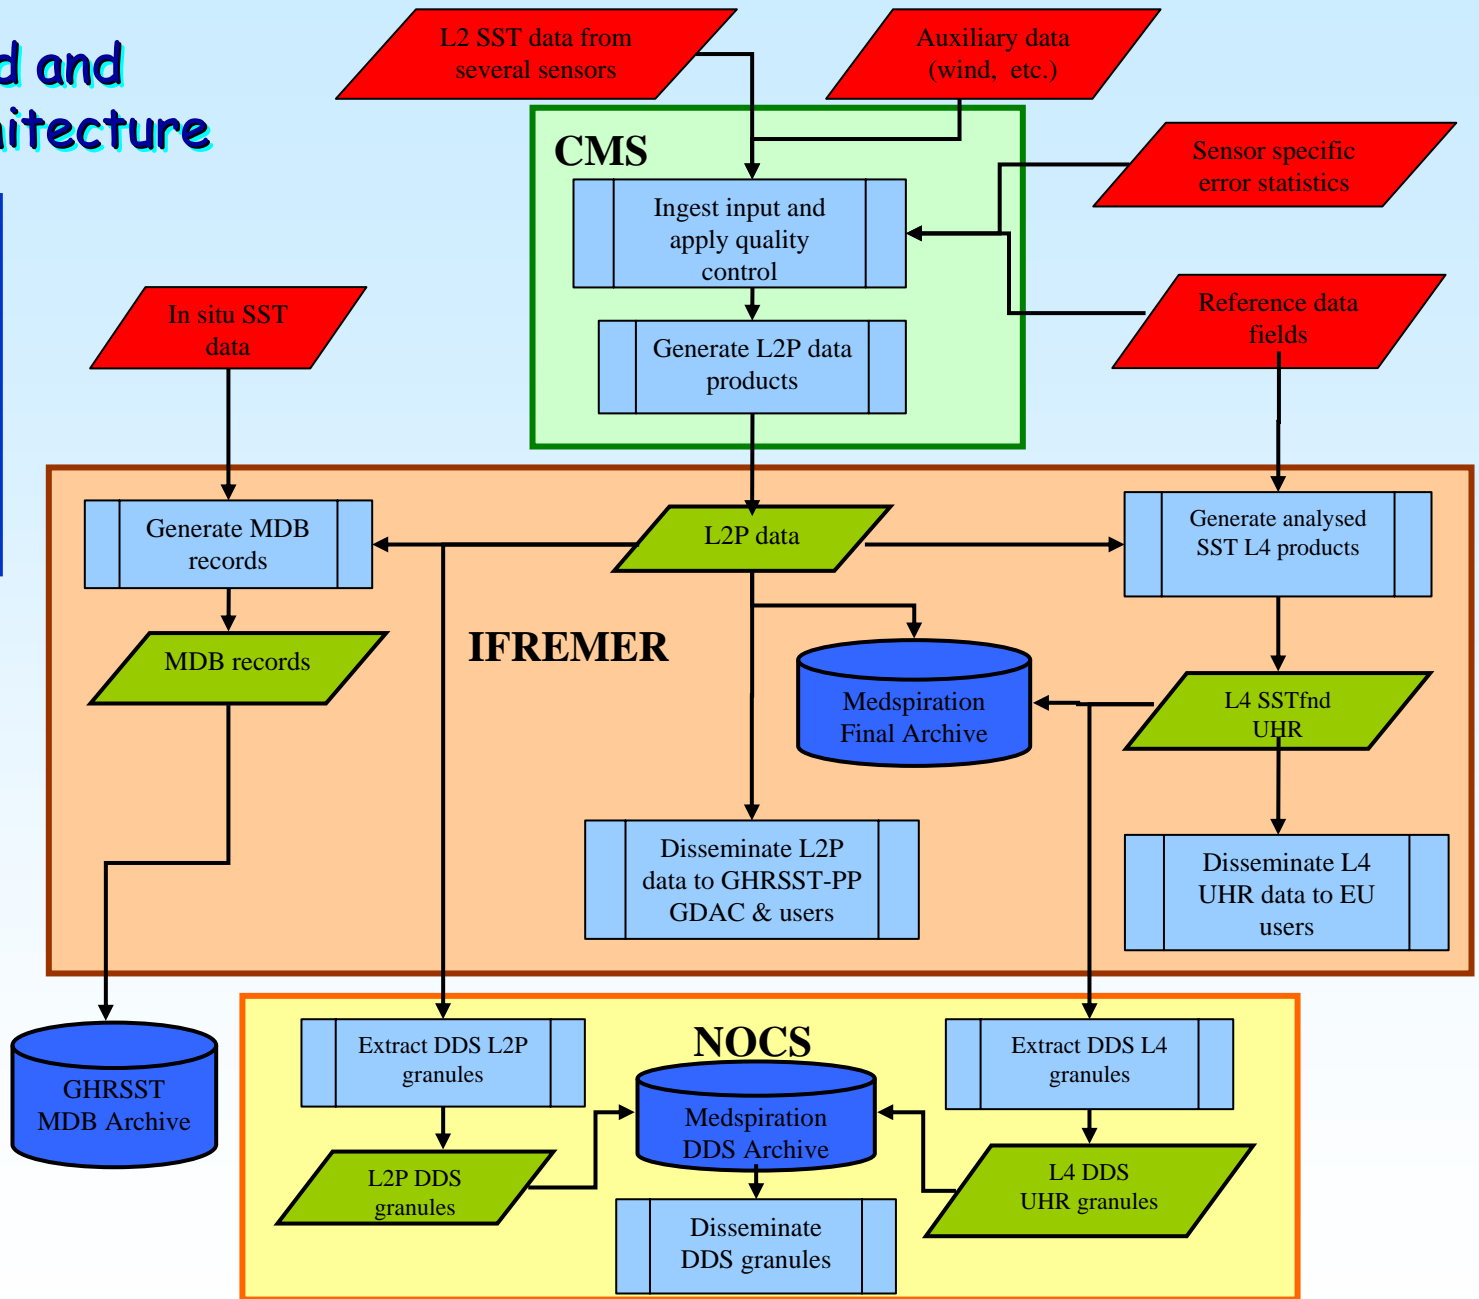 d and
hitecture
L2 SST data from
several sensors
Auxiliary data
(wind, etc.)
CMS
Sensor specific
error statistics
Ingest input and
apply quality
control
In situ SST
data
Reference data
fields
Generate L2P data
products
Generate MDB
records
L2P data
Generate analysed
SST L4 products
MDB records
IFREMER
Medspiration
Final Archive
L4 SSTfnd
UHR
Disseminate L2P
data to GHRSST-PP
GDAC & users
Disseminate L4
UHR data to EU
users
GHRSST
MDB Archive
Extract DDS L2P
granules
NOCS
Extract DDS L4
granules
Medspiration
DDS Archive
L2P DDS
granules
L4 DDS
UHR granules
Disseminate
DDS granules